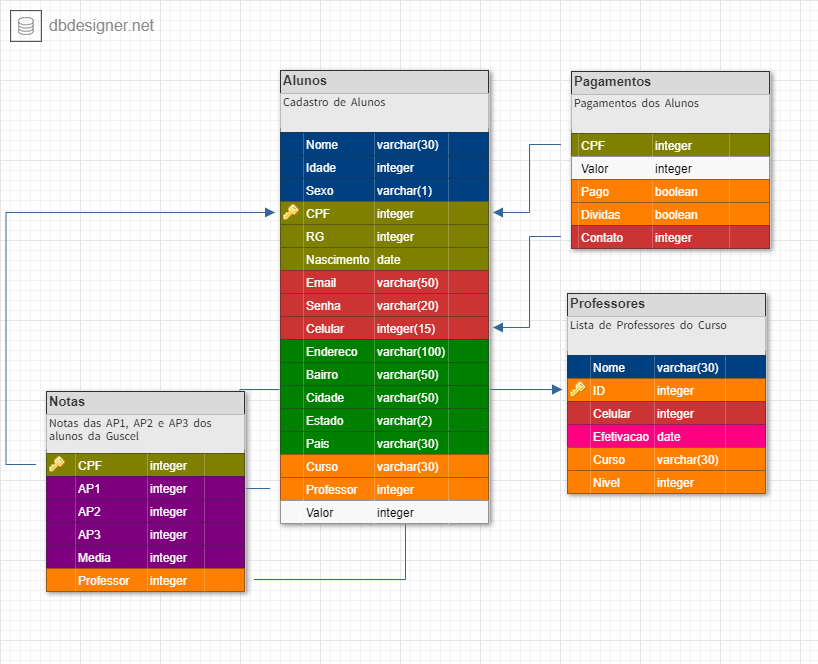 dbdesigner.net
Alunos
Cadastro de Alunos
Nome varchar(30)
Idade integer
Sexo varchar(1)
CPF integer
RG integer
Nascimento date
Email varchar(50)
Senha varchar(20)
Celular integer(15)
Endereco varchar(100)
Bairro varchar(50)
Cidade varchar(50)
Estado varchar(2)
Pais varchar(30)
Curso varchar(30)
Professor integer
Valor integer
Pagamentos
Pagamentos dos Alunos
CPF integer
Valor integer
Pago boolean
Dividas boolean
Contato integer
Professores
Lista de Professores do Curso
Nome varchar(30)
ID integer
Celular integer
Efetivacao date
Curso varchar(30)
Nivel integer
Notas
Notas das AP1, AP2 e AP3 dos
alunos da Guscel
CPF integer
AP1 integer
AP2 integer
AP3 integer
Media integer
Professor integer